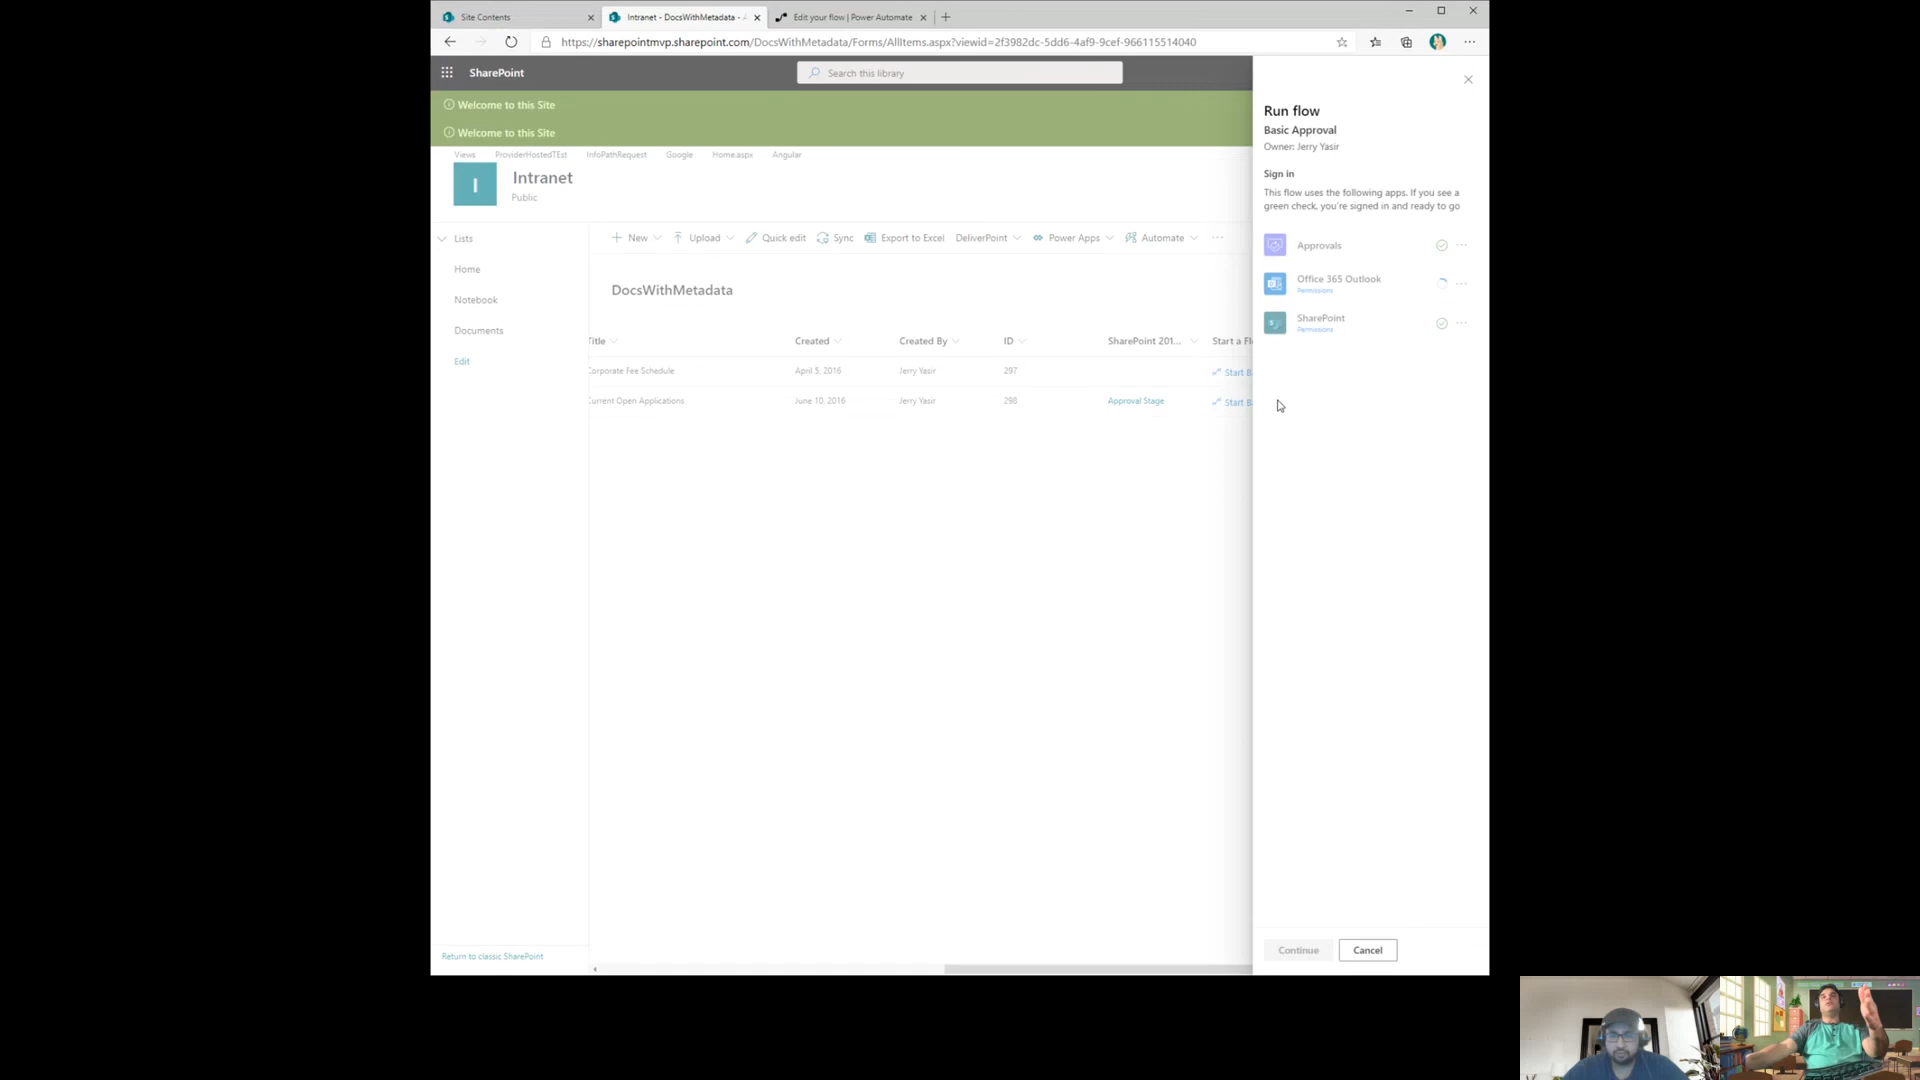 Site Contents
Intranet - DocsWithMetadata - A
Edit your flow | Power Automate
https://sharepointmvp.sharepoint.com/DocsWithMetadata/Forms/AllItems.aspx?viewid=2f3982dc-5dd6-4af9-9cef-966115514040
SharePoint
Search this library
Welcome to this Site
Welcome to this Site
Views ProviderHostedTEst InfoPathRequest Google Home.aspx Angular
I
Intranet
Public
Lists
Home
Notebook
Documents
Edit
New Upload Quick edit Sync Export to Excel DeliverPoint Power Apps Automate
DocsWithMetadata
Title Created Created By ID SharePoint 201... Start a Fl
Corporate Fee Schedule April 5, 2016 Jerry Yasir 297 Start B
Current Open Applications June 10, 2016 Jerry Yasir 298 Approval Stage Start B
Return to classic SharePoint
Run flow
Basic Approval
Owner: Jerry Yasir
Sign in
This flow uses the following apps. If you see a
green check, you're signed in and ready to go
Approvals
Office 365 Outlook
Permissions
SharePoint
Permissions
Continue Cancel